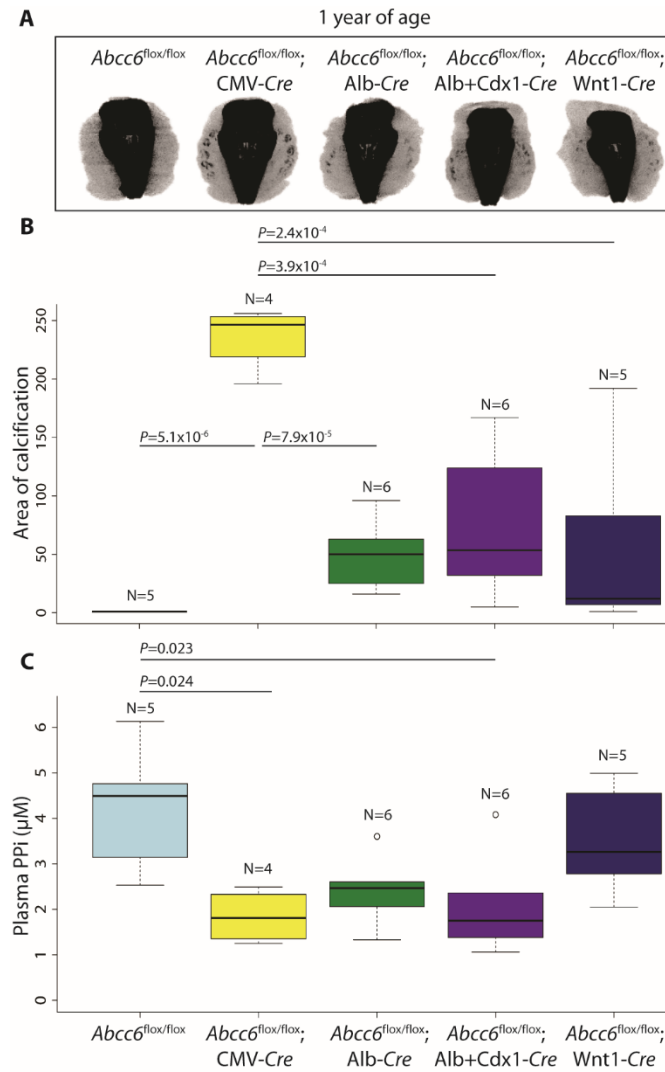 A
1 year of age
Abcc6flox/flox
Abcc6flox/flox;
CMV-Cre
Abcc6flox/flox;
Alb-Cre
Abcc6flox/flox;
Alb+Cdx1-Cre
Abcc6flox/flox;
Wnt1-Cre
B
P=2.4x10-4
P=3.9x10-4
N=4
N=5
N=6
P=5.1x10-6
P=7.9x10-5
N=6
N=5
Area of calcification
250
200
150
100
50
0
C
P=0.023
P=0.024
N=5
N=5
N=6
N=6
N=4
Plasma PPi (μM)
6
5
4
3
2
1
0
Abcc6flox/flox
Abcc6flox/flox;
CMV-Cre
Abcc6flox/flox;
Alb-Cre
Abcc6flox/flox;
Alb+Cdx1-Cre
Abcc6flox/flox;
Wnt1-Cre